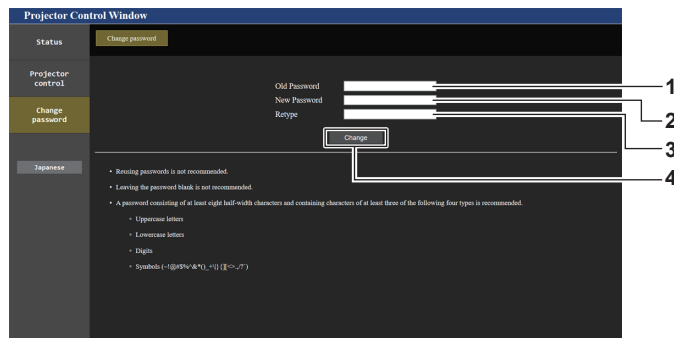 Projector Control Window
Status
Change password
Projector
control
Change
password
Japanese
Old Password
New Password
Retype
Change
1
2
3
4
• Reusing passwords is not recommended.
• Leaving the password blank is not recommended.
• A password consisting of at least eight half-width characters and containing characters of at least three of the following four types is recommended.
• Uppercase letters
• Lowercase letters
• Digits
• Symbols (~!@#$%^&*()_+\|}{][<>.,/?`)